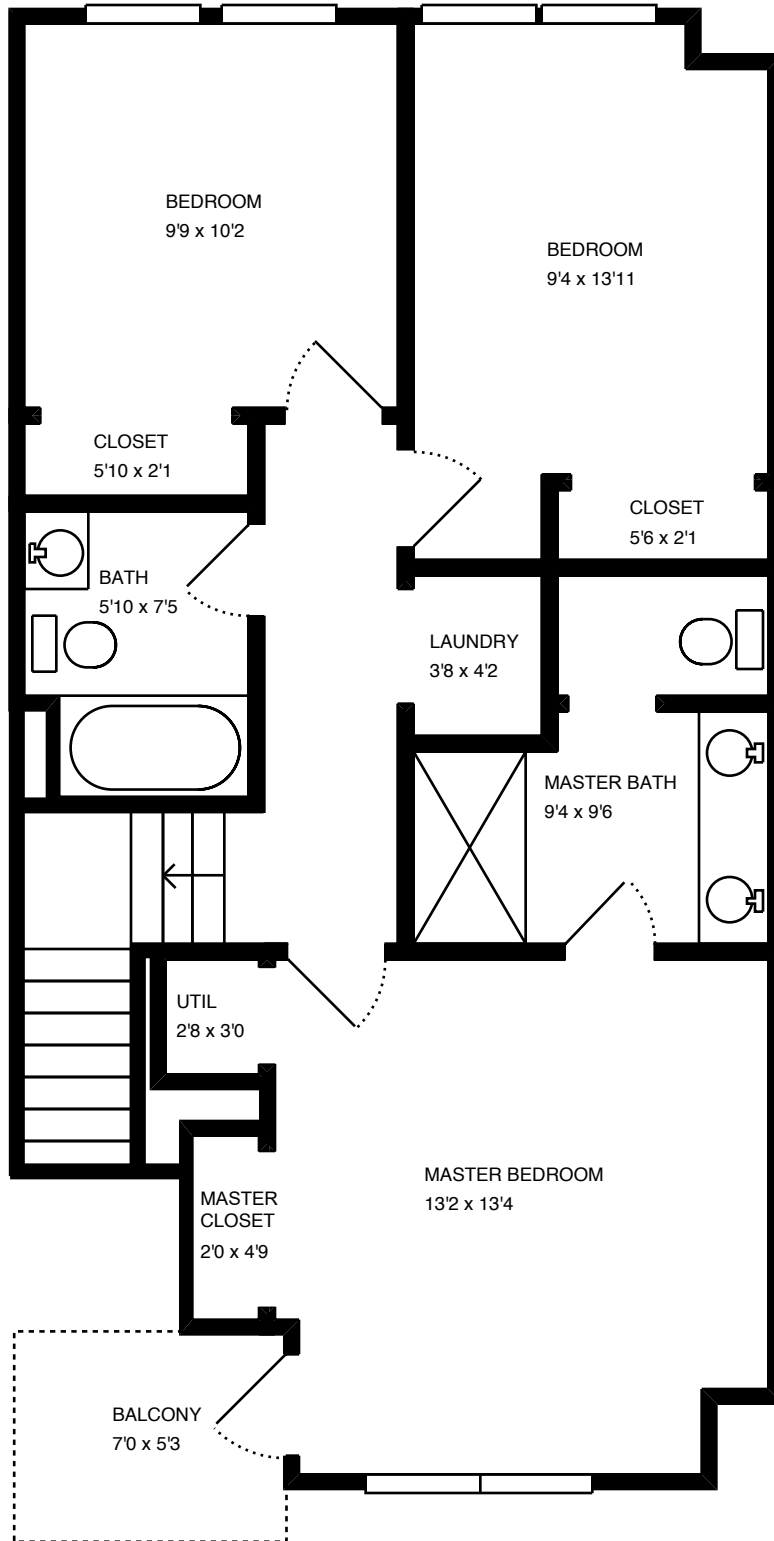 BEDROOM
9'9 x 10'2
BEDROOM
9'4 x 13'11
CLOSET
5'10 x 2'1
CLOSET
5'6 x 2'1
BATH
5'10 x 7'5
LAUNDRY
3'8 x 4'2
MASTER BATH
9'4 x 9'6
UTIL
2'8 x 3'0
MASTER BEDROOM
13'2 x 13'4
MASTER
CLOSET
2'0 x 4'9
BALCONY
7'0 x 5'3